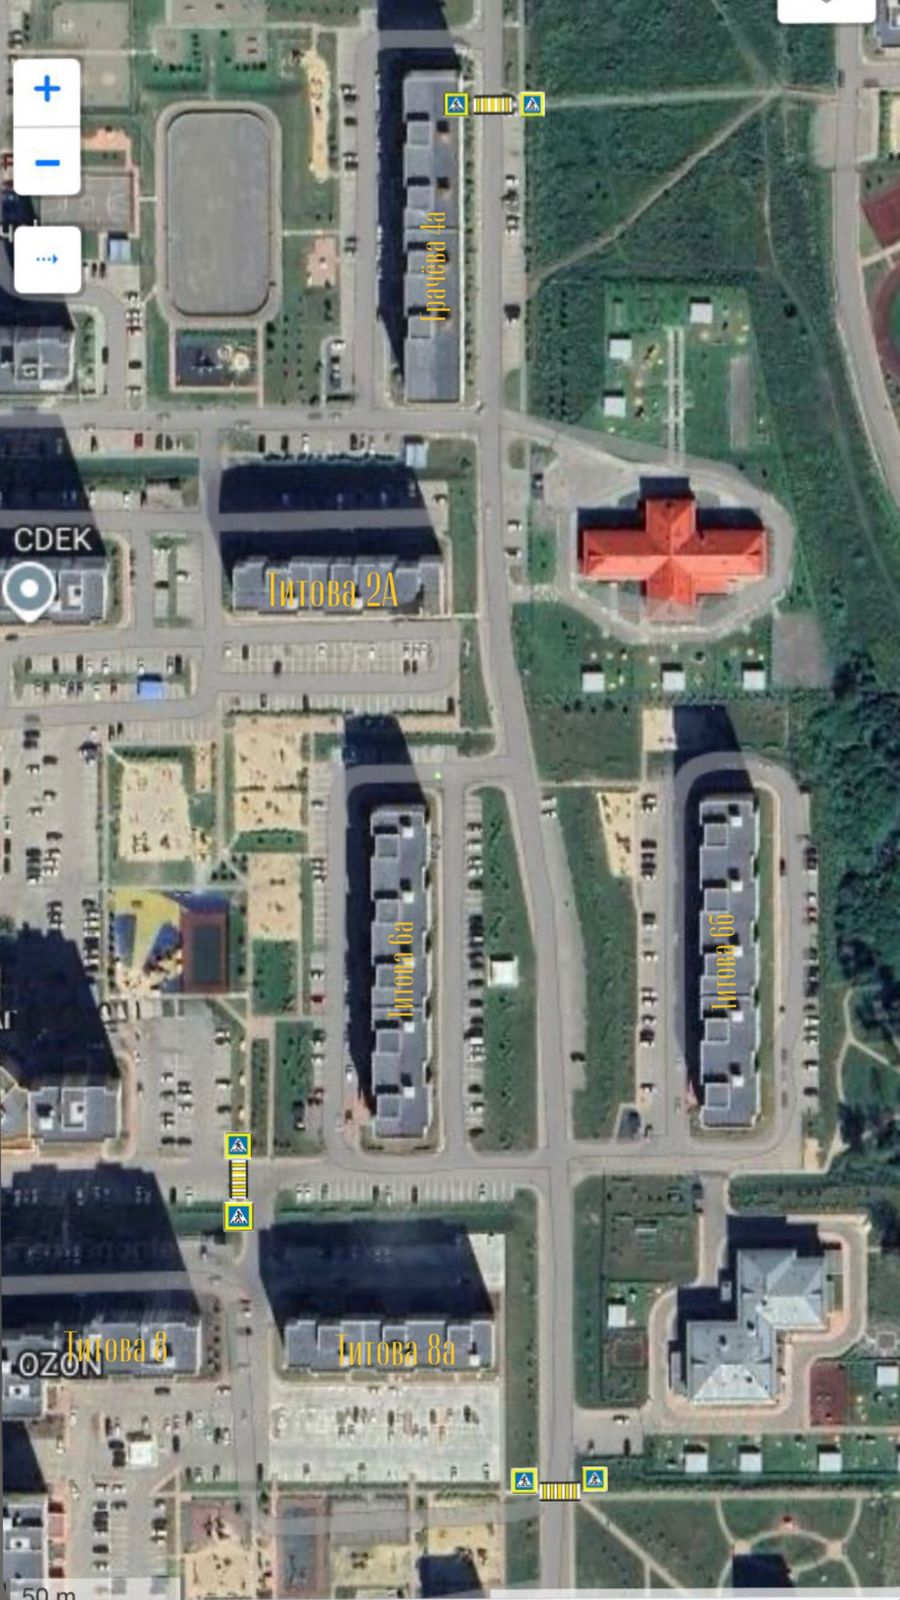 Грачёва 4а
CDEK
Титова 2А
Титова 6а
Титова 6б
Титова 8
OZON
Титова 8а
50 m